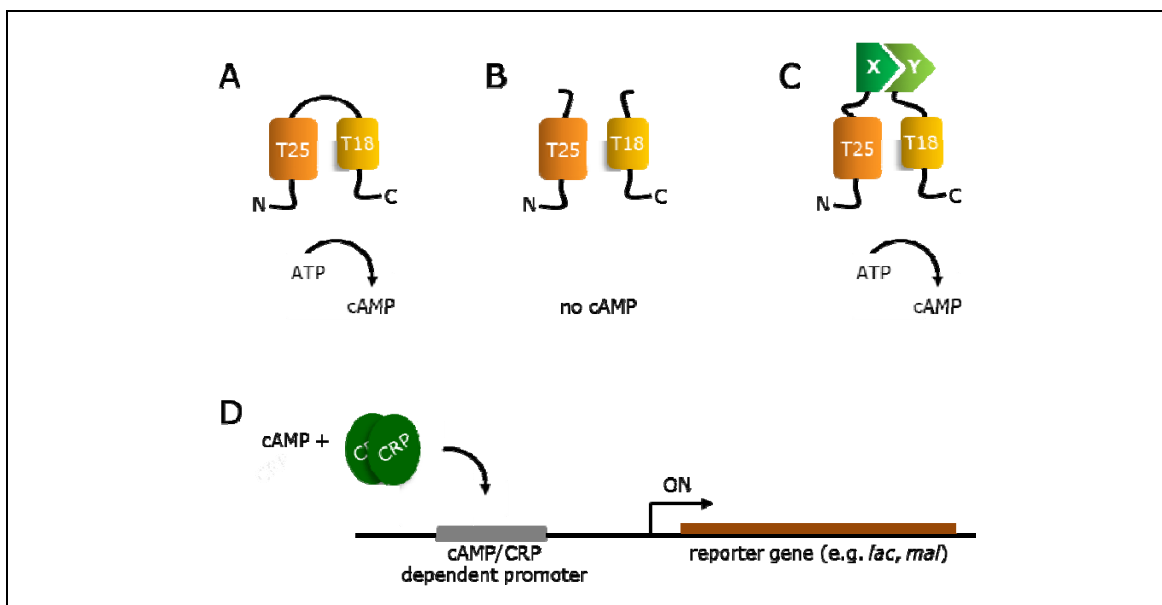 A
T25
T18
N
C
ATP
cAMP
B
T25
T18
no cAMP
C
X Y
T25
T18
N
C
ATP
cAMP
D
cAMP +
CRP
CRP
ON
cAMP/CRP
dependent promoter
reporter gene (e.g. lac, mal)